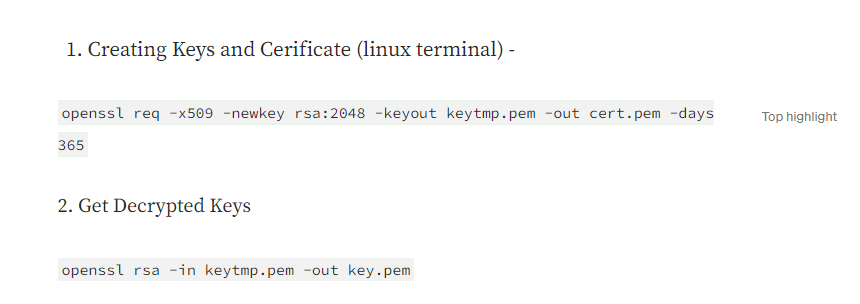 1. Creating Keys and Cerificate (linux terminal) -
openssl req -x509 -newkey rsa:2048 -keyout keytmp.pem -out cert.pem -days
Top highlight
365
2. Get Decrypted Keys
openssl rsa -in keytmp.pem -out key.pem